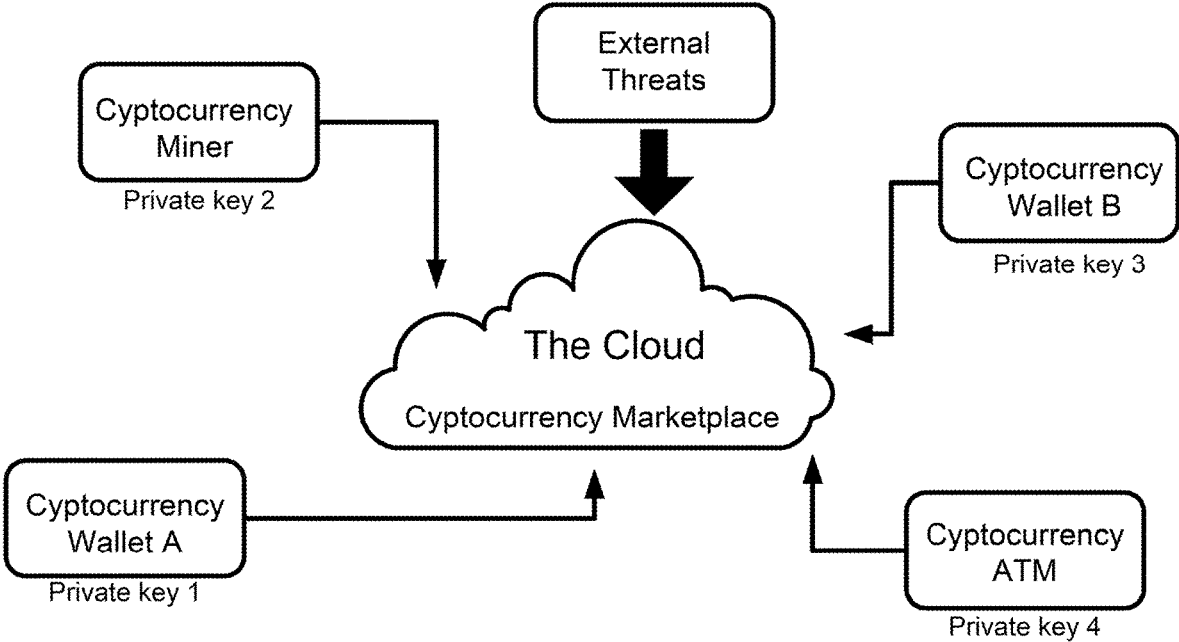 External
Threats
Cyptocurrency
Miner
Private key 2
Cyptocurrency
Wallet B
Private key 3
The Cloud
Cyptocurrency Marketplace
Cyptocurrency
Wallet A
Private key 1
Cyptocurrency
ATM
Private key 4